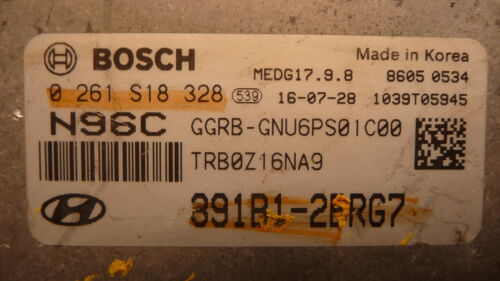 BOSCH Made in Korea
MEDG17.9.8 8605 0534
0 261 S18 328 539 16-07-28 1039T05945
N96C GGRB-GNU6PS01C00
TRB0Z16NA9
391B1-2ERG7